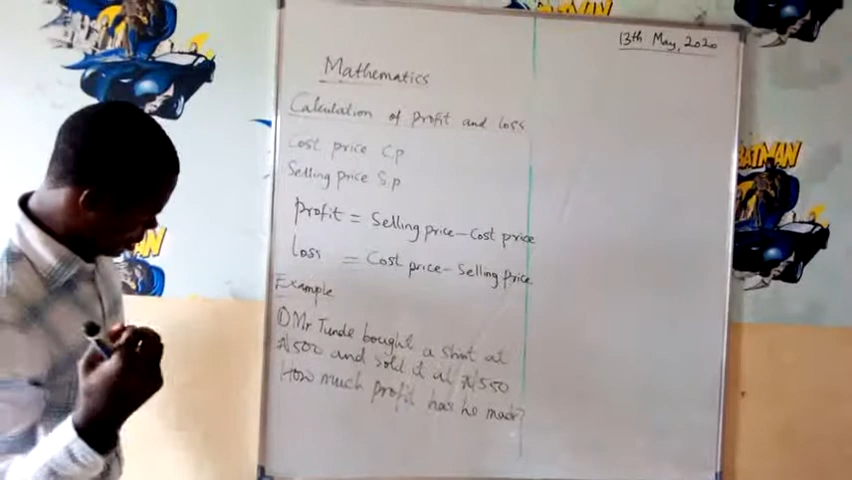 13th May, 2020
Mathematics
Calculation of profit and loss
Cost price C.p
Selling price S.p
profit = Selling price - Cost price
loss = Cost price - Selling price
Example
① Mr Tunde bought a shirt at
₦500 and sold it at ₦550
How much profit has he made?
BATMAN